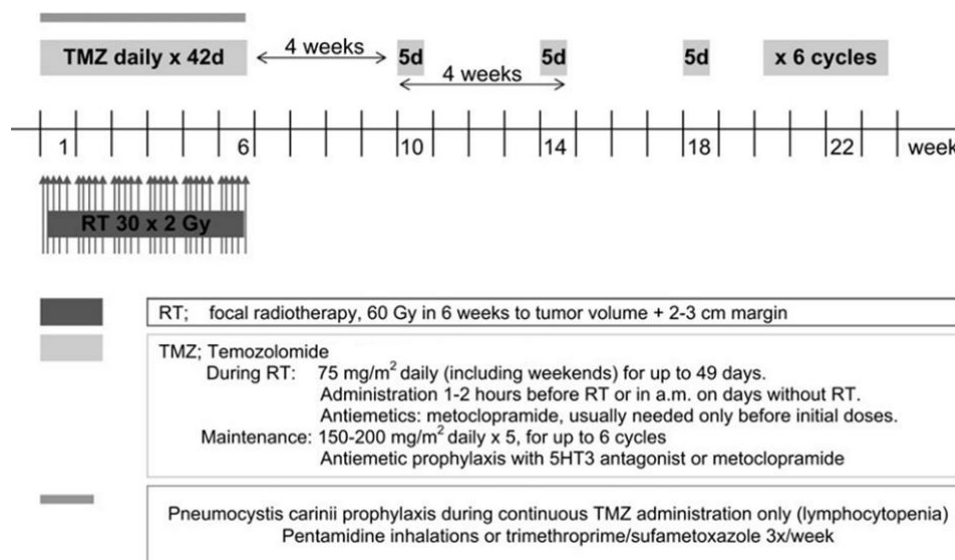 TMZ daily x 42d
4 weeks
5d
5d
5d
x 6 cycles
4 weeks
1
6
10
14
18
22
week
RT 30 x 2 Gy
RT; focal radiotherapy, 60 Gy in 6 weeks to tumor volume + 2-3 cm margin
TMZ; Temozolomide
During RT: 75 mg/m² daily (including weekends) for up to 49 days.
Administration 1-2 hours before RT or in a.m. on days without RT.
Antiemetics: metoclopramide, usually needed only before initial doses.
Maintenance: 150-200 mg/m² daily x 5, for up to 6 cycles
Antiemetic prophylaxis with 5HT3 antagonist or metoclopramide
Pneumocystis carinii prophylaxis during continuous TMZ administration only (lymphocytopenia)
Pentamidine inhalations or trimethroprime/sufametoxazole 3x/week